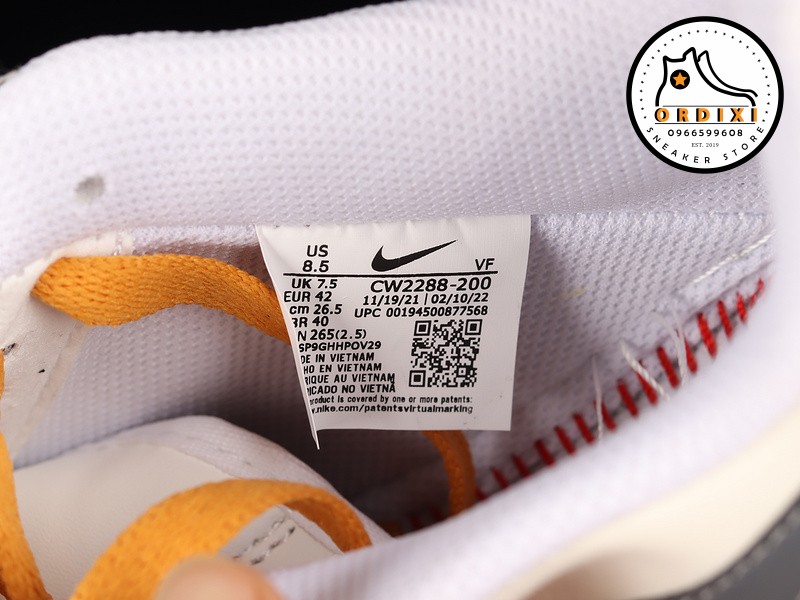 ORDIXI
0966599608
EST. 2019
SNEAKER STORE
US
8.5
VF
UK 7.5
CW2288-200
EUR 42
11/19/21 | 02/10/22
cm 26.5
UPC 00194500877568
BR 40
N 265(2.5)
SP9GHHPOV29
DE IN VIETNAM
HO EN VIETNAM
RIQUE AU VIETNAM
ICADO NO VIETNÃ
product is covered by one or more patents:
.nike.com/patentsvirtualmarking